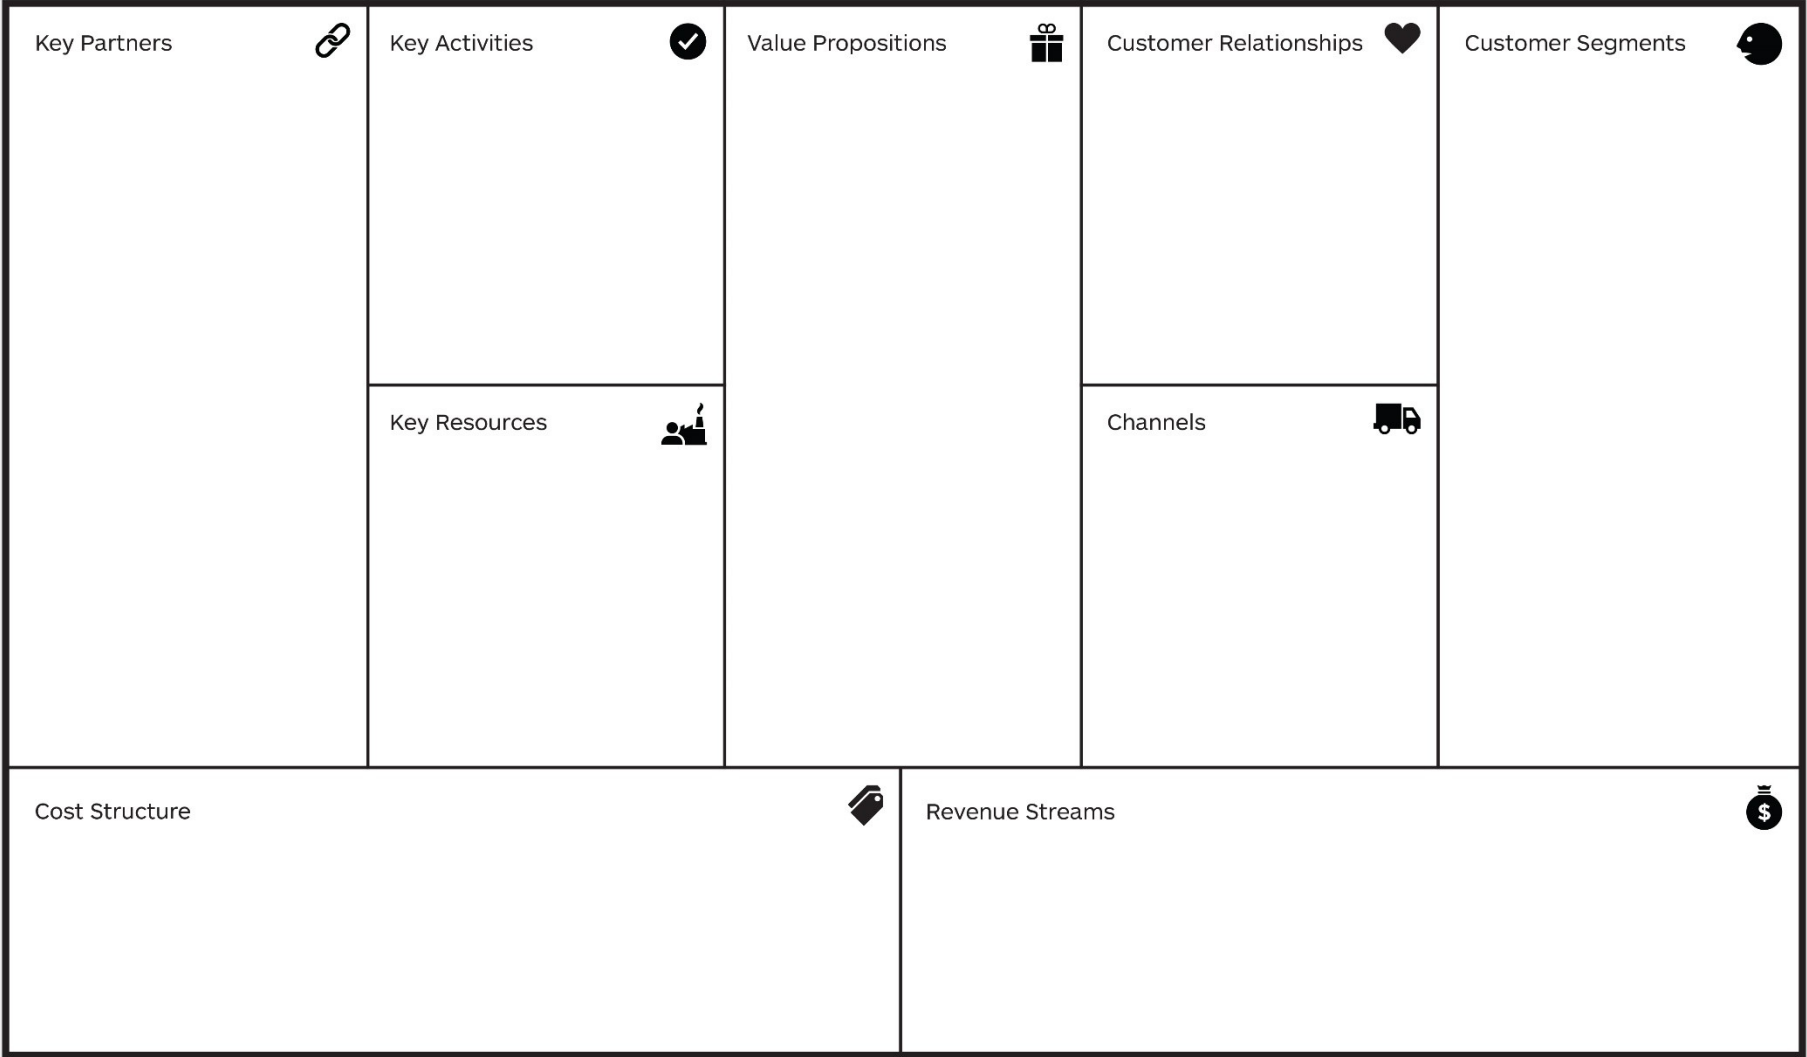 Key Partners
Key Activities
Value Propositions
Customer Relationships
Customer Segments
Key Resources
Channels
Cost Structure
Revenue Streams
$